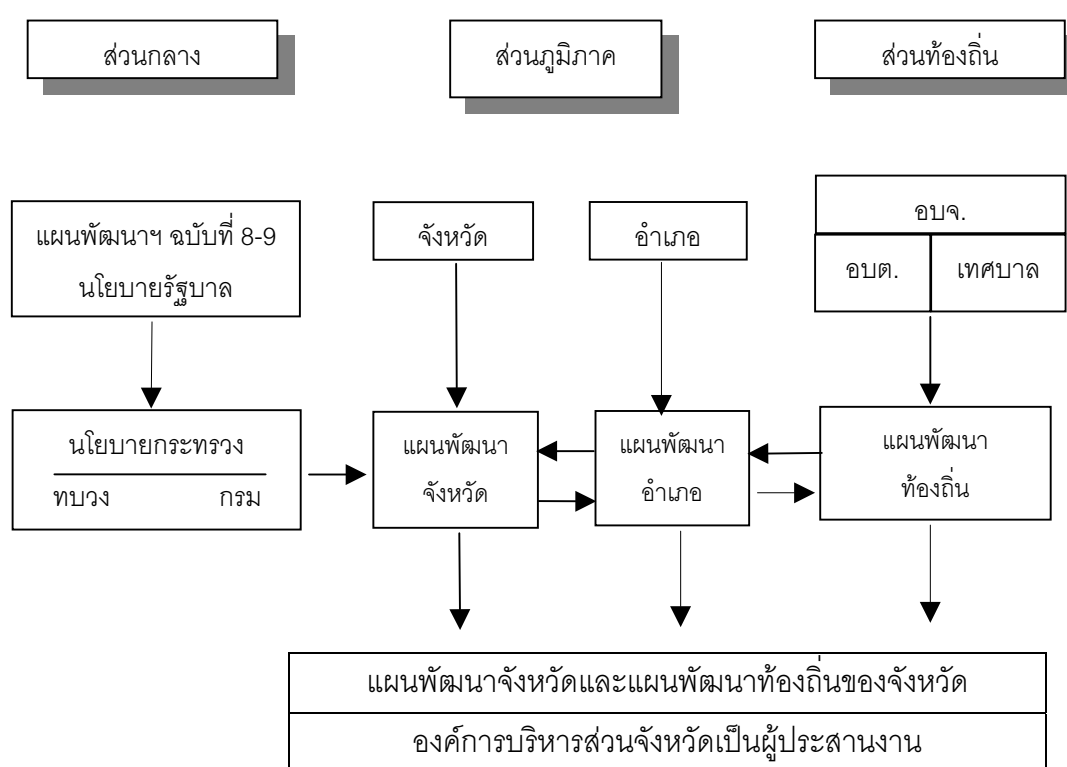 ส่วนกลาง
ส่วนภูมิภาค
ส่วนท้องถิ่น
แผนพัฒนาฯ ฉบับที่ 8-9
นโยบายรัฐบาล
จังหวัด
อำเภอ
อบจ.
อบต.
เทศบาล
นโยบายกระทรวง
ทบวง กรม
แผนพัฒนา
จังหวัด
แผนพัฒนา
อำเภอ
แผนพัฒนา
ท้องถิ่น
แผนพัฒนาจังหวัดและแผนพัฒนาท้องถิ่นของจังหวัด
องค์การบริหารส่วนจังหวัดเป็นผู้ประสานงาน